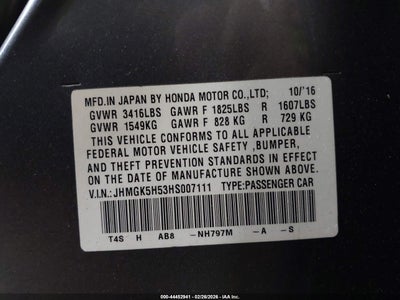 MFD.IN JAPAN BY HONDA MOTOR CO.,LTD; 10/'16
GVWR 3416LBS GAWR F 1825LBS R 1607LBS
GVWR 1549KG GAWR F 828 KG R 729 KG
THIS VEHICLE CONFORMS TO ALL APPLICABLE
FEDERAL MOTOR VEHICLE SAFETY ,BUMPER,
AND THEFT PREVENTION STANDARDS IN EFFECT
ON THE DATE OF MANUFACTURE SHOWN ABOVE.
V.I.N.:JHMGK5H53HS007111 TYPE:PASSENGER CAR
T4S H AB8 -NH797M -A -S
000-44452941 - 02/26/2026 - IAA Inc.